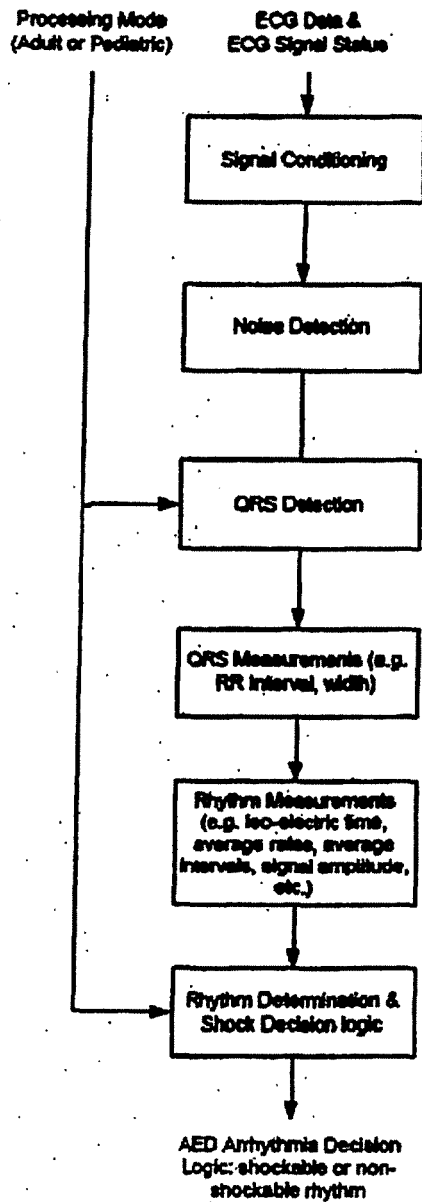 Processing Mode
(Adult or Pediatric)
ECG Data &
ECG Signal Status
Signal Conditioning
Noise Detection
QRS Detection
QRS Measurements (e.g.
RR interval, width)
Rhythm Measurements
(e.g. iso-electric time,
average rates, average
intervals, signal amplitude,
etc.)
Rhythm Determination &
Shock Decision logic
AED Arrhythmia Decision
Logic: shockable or non-
shockable rhythm